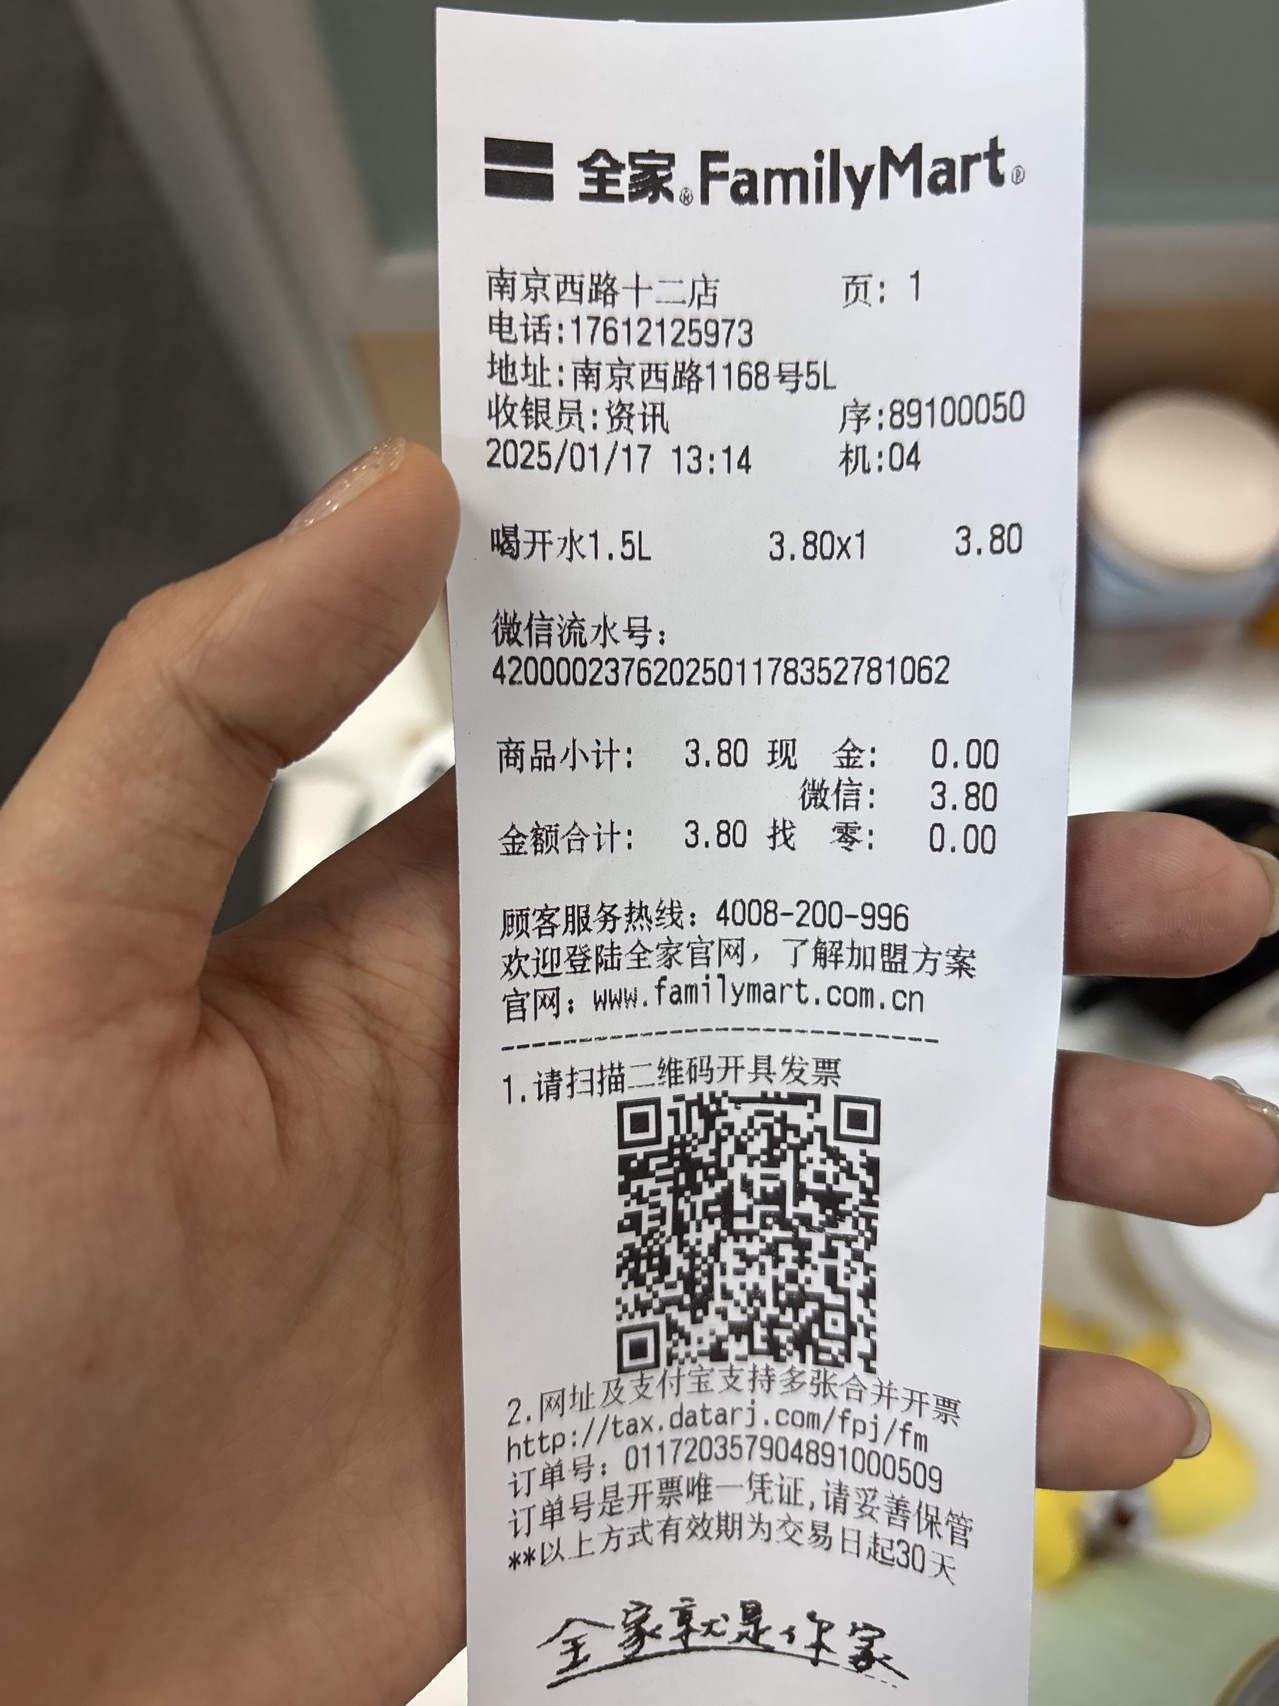 全家® FamilyMart®
南京西路十二店 页: 1
电话:17612125973
地址:南京西路1168号5L
收银员:资讯 序:89100050
2025/01/17 13:14 机:04
喝开水1.5L 3.80x1 3.80
微信流水号:
4200002376202501178352781062
商品小计: 3.80 现 金: 0.00
微信: 3.80
金额合计: 3.80 找 零: 0.00
顾客服务热线: 4008-200-996
欢迎登陆全家官网，了解加盟方案
官网: www.familymart.com.cn
--------------------------------
1.请扫描二维码开具发票
2.网址及支付宝支持多张合并开票
http://tax.datarj.com/fpj/fm
订单号: 011720357904891000509
订单号是开票唯一凭证,请妥善保管
**以上方式有效期为交易日起30天
全家就是你家